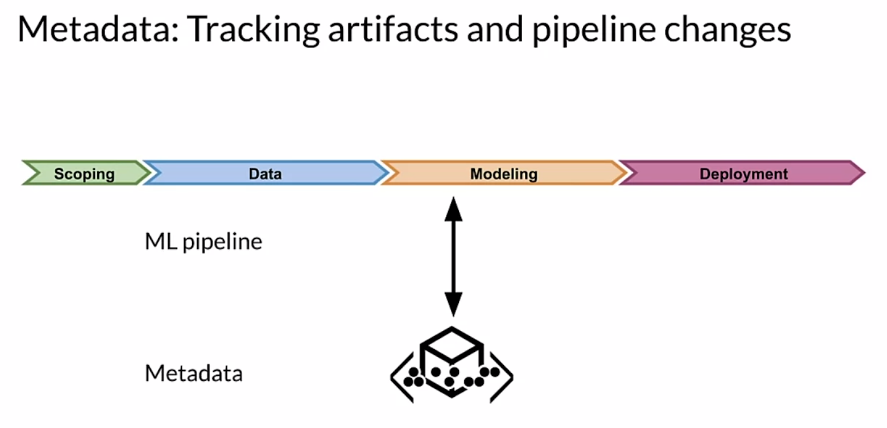 Metadata: Tracking artifacts and pipeline changes
Scoping
Data
Modeling
Deployment
ML pipeline
Metadata